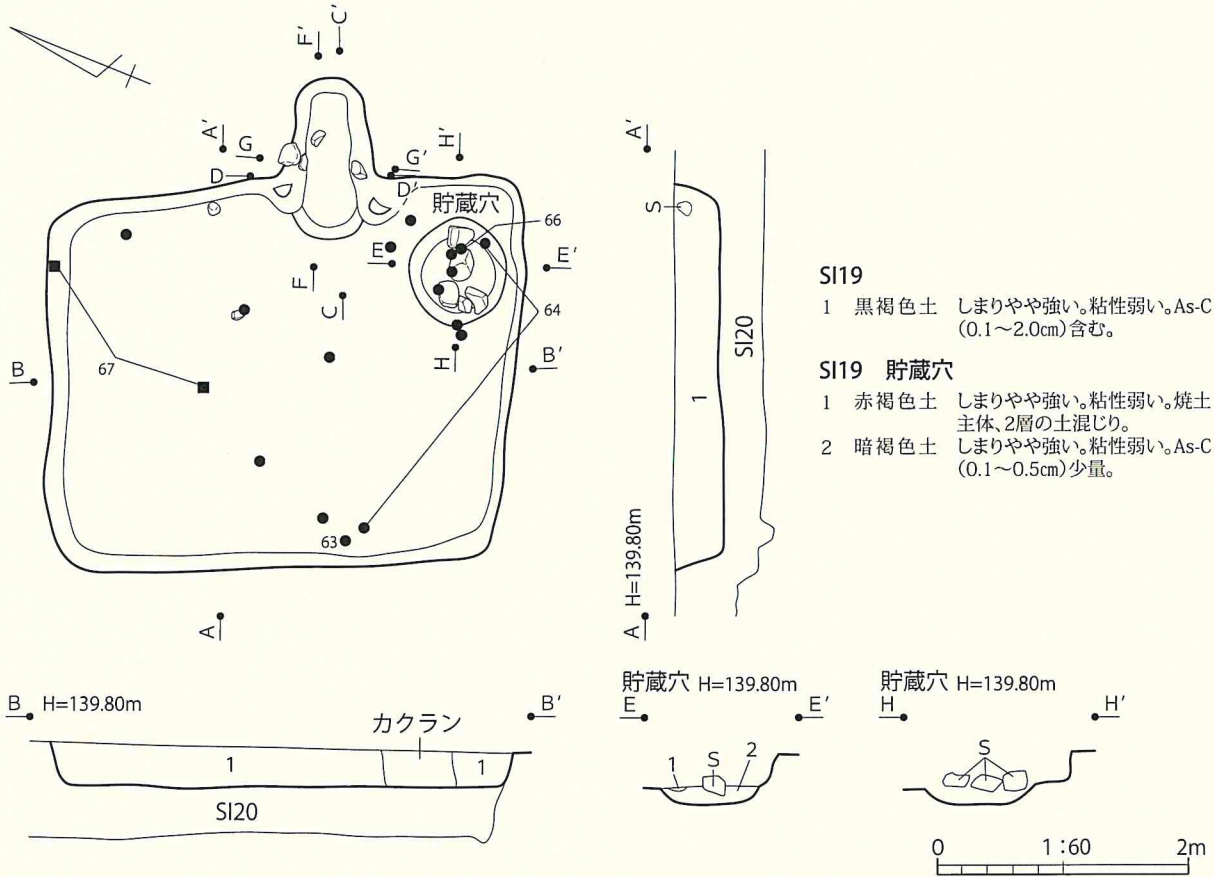 C'
F'
A'
G
H'
D
G'
D'
貯蔵穴
66
E
E'
F
C
64
H
B'
B
67
63
A
A'
S
1
SI20
H=139.80m
A
SI19
1 黒褐色土 しまりやや強い。粘性弱い。As-C
(0.1～2.0cm)含む。
SI19 貯蔵穴
1 赤褐色土 しまりやや強い。粘性弱い。焼土
主体、2層の土混じり。
2 暗褐色土 しまりやや強い。粘性弱い。As-C
(0.1～0.5cm)少量。
B H=139.80m B'
カクラン
1 1
SI20
貯蔵穴 H=139.80m
E E'
1 S 2
貯蔵穴 H=139.80m
H H'
S
0 1:60 2m